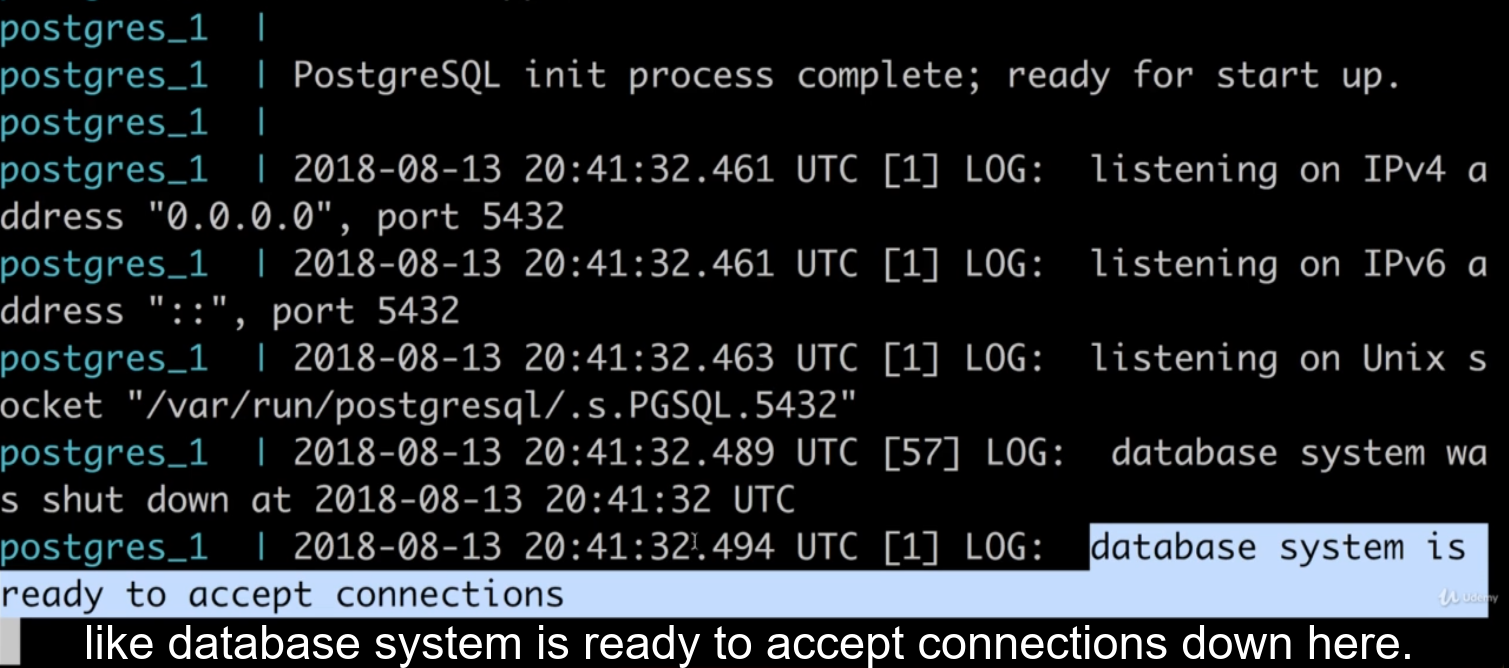 postgres_1  |
postgres_1  | PostgreSQL init process complete; ready for start up.
postgres_1  |
postgres_1  | 2018-08-13 20:41:32.461 UTC [1] LOG:  listening on IPv4 a
ddress "0.0.0.0", port 5432
postgres_1  | 2018-08-13 20:41:32.461 UTC [1] LOG:  listening on IPv6 a
ddress "::", port 5432
postgres_1  | 2018-08-13 20:41:32.463 UTC [1] LOG:  listening on Unix s
ocket "/var/run/postgresql/.s.PGSQL.5432"
postgres_1  | 2018-08-13 20:41:32.489 UTC [57] LOG:  database system wa
s shut down at 2018-08-13 20:41:32 UTC
postgres_1  | 2018-08-13 20:41:32.494 UTC [1] LOG:  database system is
ready to accept connections
Udemy
like database system is ready to accept connections down here.